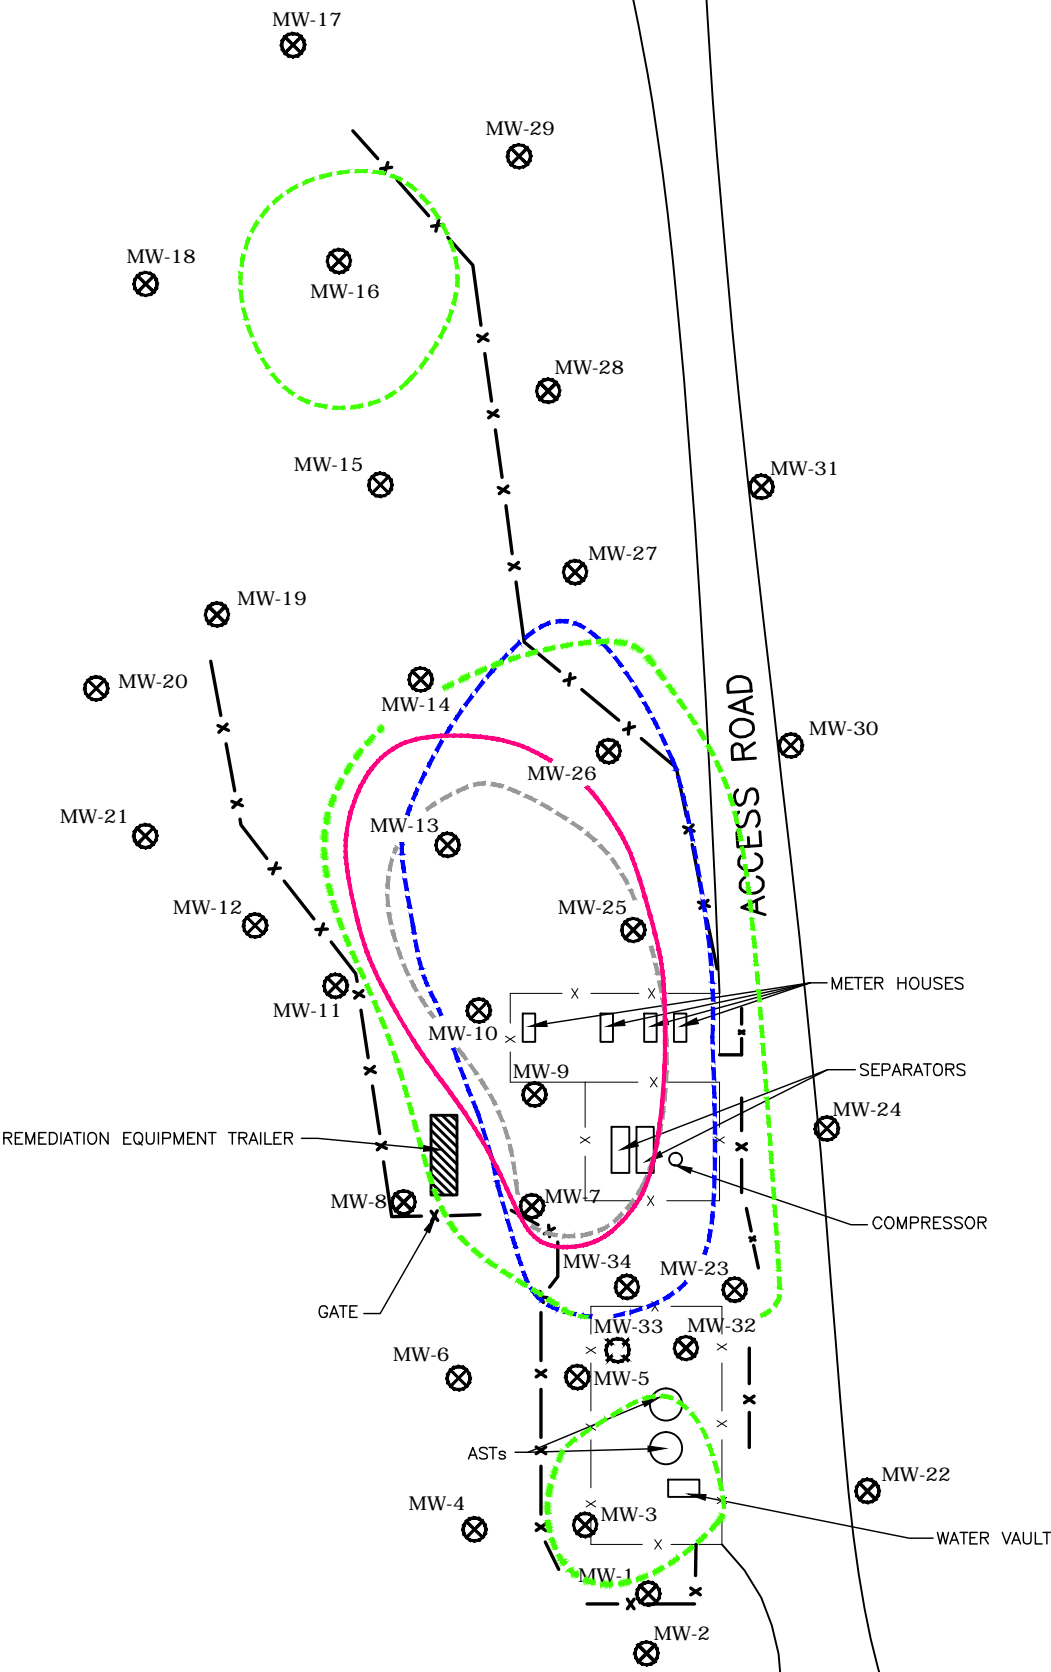 MW-17
MW-29
MW-18
MW-16
MW-28
MW-15
MW-31
MW-27
MW-19
MW-20
MW-14
MW-30
ACCESS ROAD
MW-26
MW-21
MW-13
MW-12
MW-25
METER HOUSES
MW-11
MW-10
SEPARATORS
MW-9
MW-24
REMEDIATION EQUIPMENT TRAILER
MW-8
MW-7
COMPRESSOR
MW-34
MW-23
GATE
MW-33
MW-32
MW-6
MW-5
ASTs
MW-22
MW-4
MW-3
WATER VAULT
MW-1
MW-2